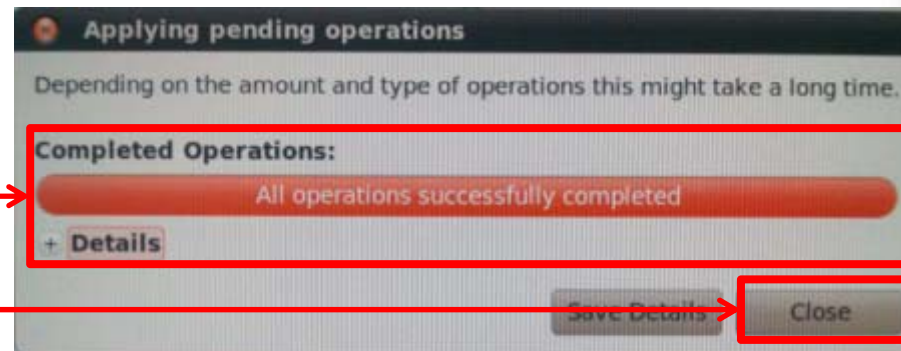 Applying pending operations
Depending on the amount and type of operations this might take a long time.
Completed Operations:
All operations successfully completed
+ Details
Save Details Close